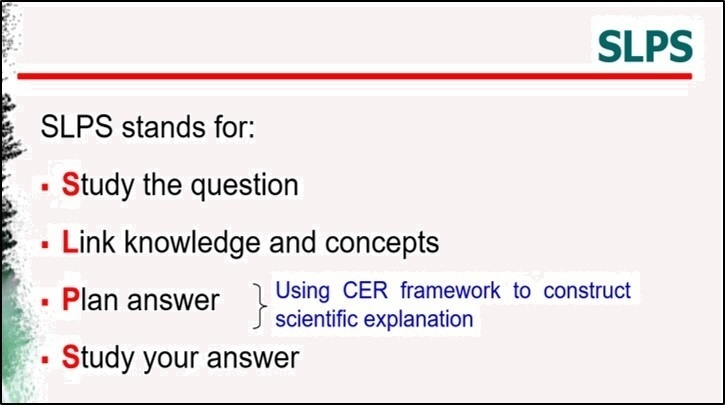 SLPS
SLPS stands for:
▪ Study the question
▪ Link knowledge and concepts
▪ Plan answer
Using CER framework to construct
scientific explanation
▪ Study your answer